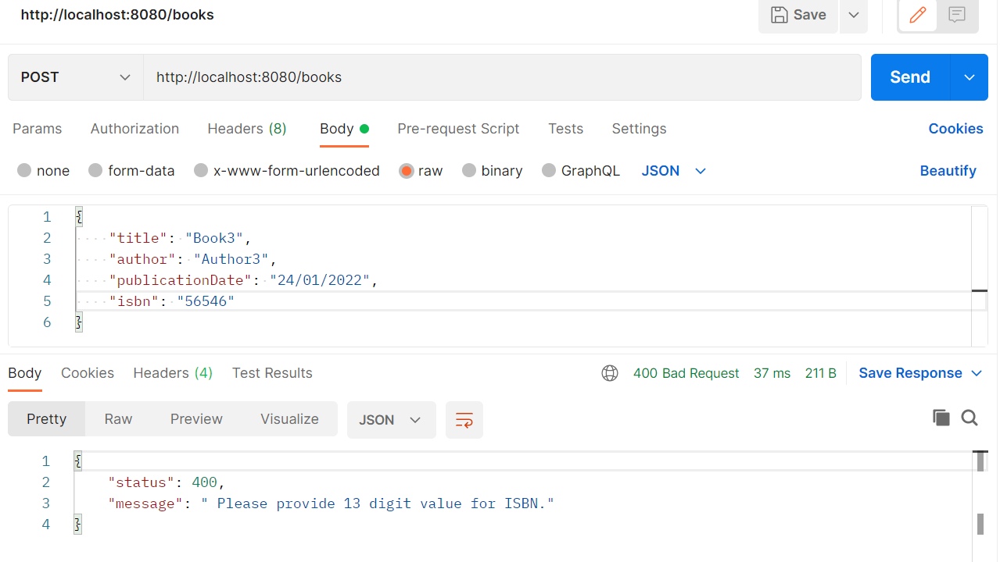 http://localhost:8080/books
Save
POST
http://localhost:8080/books
Send
Params Authorization Headers (8) Body Pre-request Script Tests Settings Cookies
none form-data x-www-form-urlencoded raw binary GraphQL JSON Beautify
1 {
2 "title": "Book3",
3 "author": "Author3",
4 "publicationDate": "24/01/2022",
5 "isbn": "56546"
6 }
Body Cookies Headers (4) Test Results 400 Bad Request 37 ms 211 B Save Response
Pretty Raw Preview Visualize JSON
1 {
2 "status": 400,
3 "message": " Please provide 13 digit value for ISBN."
4 }